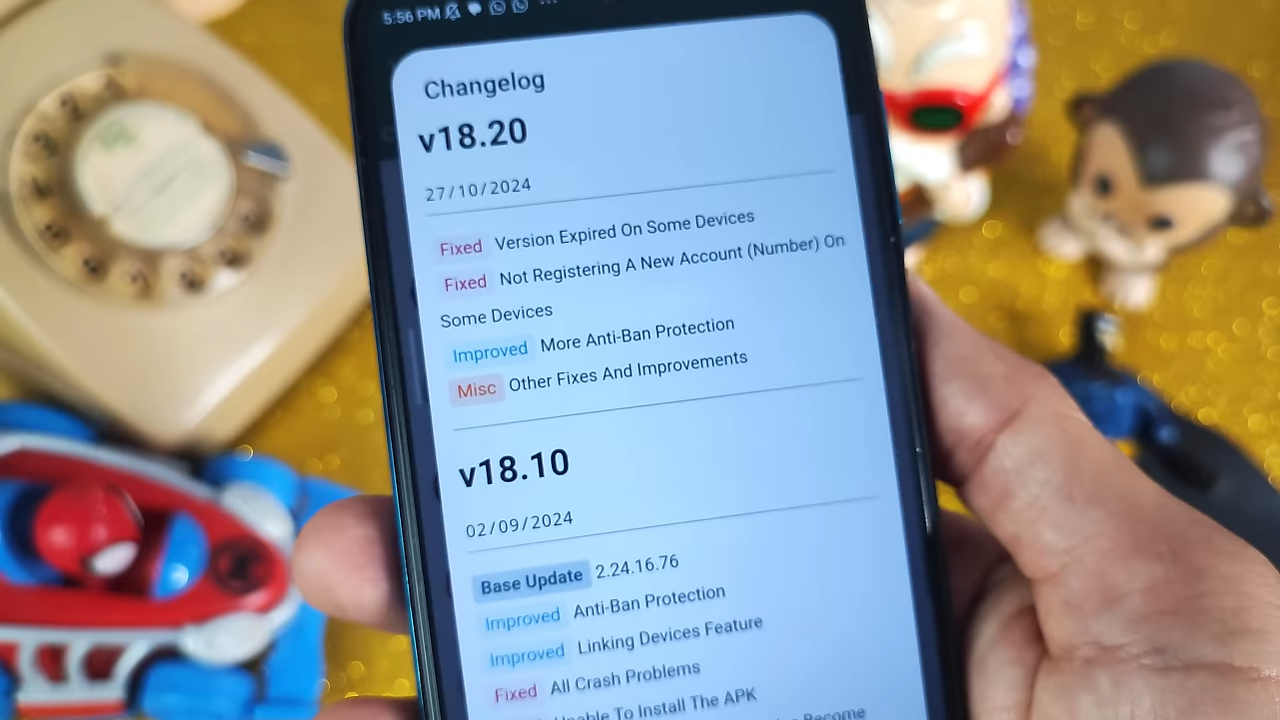 5:56 PM
Changelog
v18.20
27/10/2024
Fixed Version Expired On Some Devices
Fixed Not Registering A New Account (Number) On
Some Devices
Improved More Anti-Ban Protection
Misc Other Fixes And Improvements
v18.10
02/09/2024
Base Update 2.24.16.76
Improved Anti-Ban Protection
Improved Linking Devices Feature
Fixed All Crash Problems
Unable To Install The APK
Become